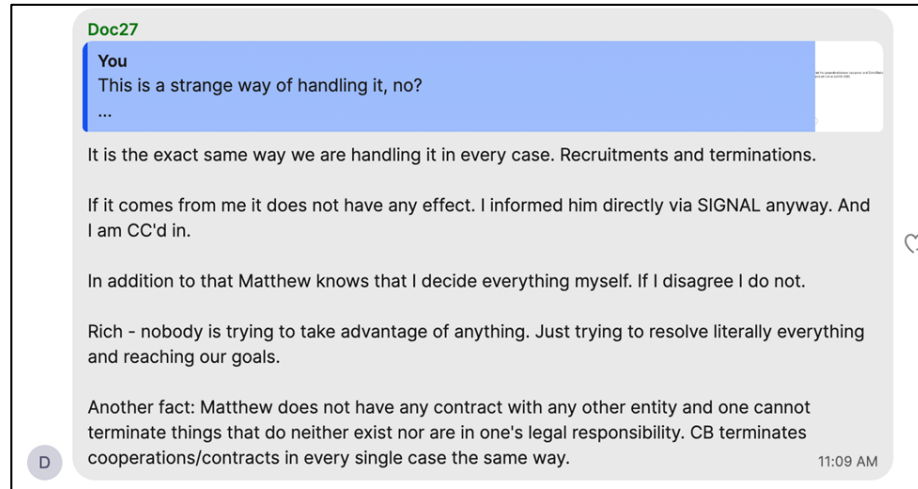 Doc27
You
This is a strange way of handling it, no?
...
It is the exact same way we are handling it in every case. Recruitments and terminations.
If it comes from me it does not have any effect. I informed him directly via SIGNAL anyway. And
I am CC'd in.
In addition to that Matthew knows that I decide everything myself. If I disagree I do not.
Rich - nobody is trying to take advantage of anything. Just trying to resolve literally everything
and reaching our goals.
Another fact: Matthew does not have any contract with any other entity and one cannot
terminate things that do neither exist nor are in one's legal responsibility. CB terminates
cooperations/contracts in every single case the same way.
D
11:09 AM